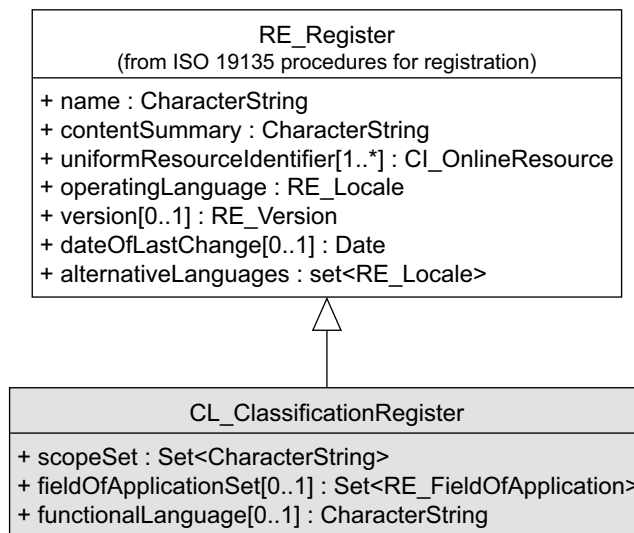 RE_Register
(from ISO 19135 procedures for registration)
+ name : CharacterString
+ contentSummary : CharacterString
+ uniformResourceIdentifier[1..*] : CI_OnlineResource
+ operatingLanguage : RE_Locale
+ version[0..1] : RE_Version
+ dateOfLastChange[0..1] : Date
+ alternativeLanguages : set<RE_Locale>
CL_ClassificationRegister
+ scopeSet : Set<CharacterString>
+ fieldOfApplicationSet[0..1] : Set<RE_FieldOfApplication>
+ functionalLanguage[0..1] : CharacterString